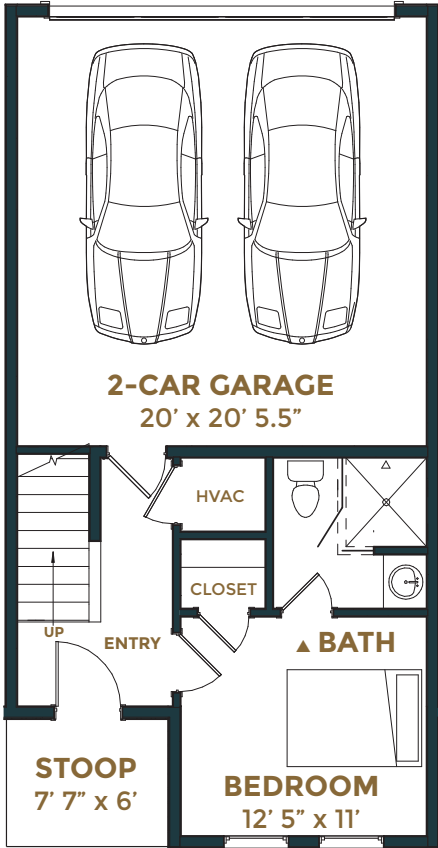 2-CAR GARAGE
20’ x 20’ 5.5”
HVAC
CLOSET
UP
ENTRY
▲ BATH
STOOP
7’ 7” x 6’
BEDROOM
12’ 5” x 11’